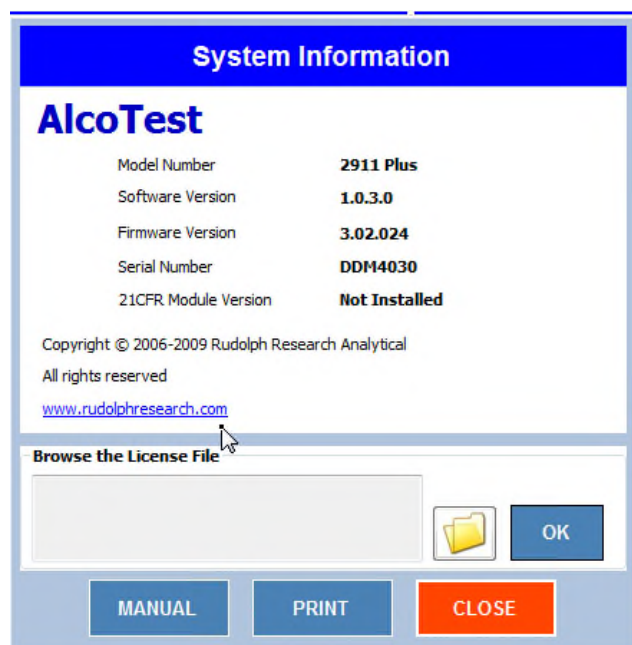 System Information
AlcoTest
Model Number 2911 Plus
Software Version 1.0.3.0
Firmware Version 3.02.024
Serial Number DDM4030
21CFR Module Version Not Installed
Copyright © 2006-2009 Rudolph Research Analytical
All rights reserved
www.rudolphresearch.com
Browse the License File
OK
MANUAL PRINT CLOSE